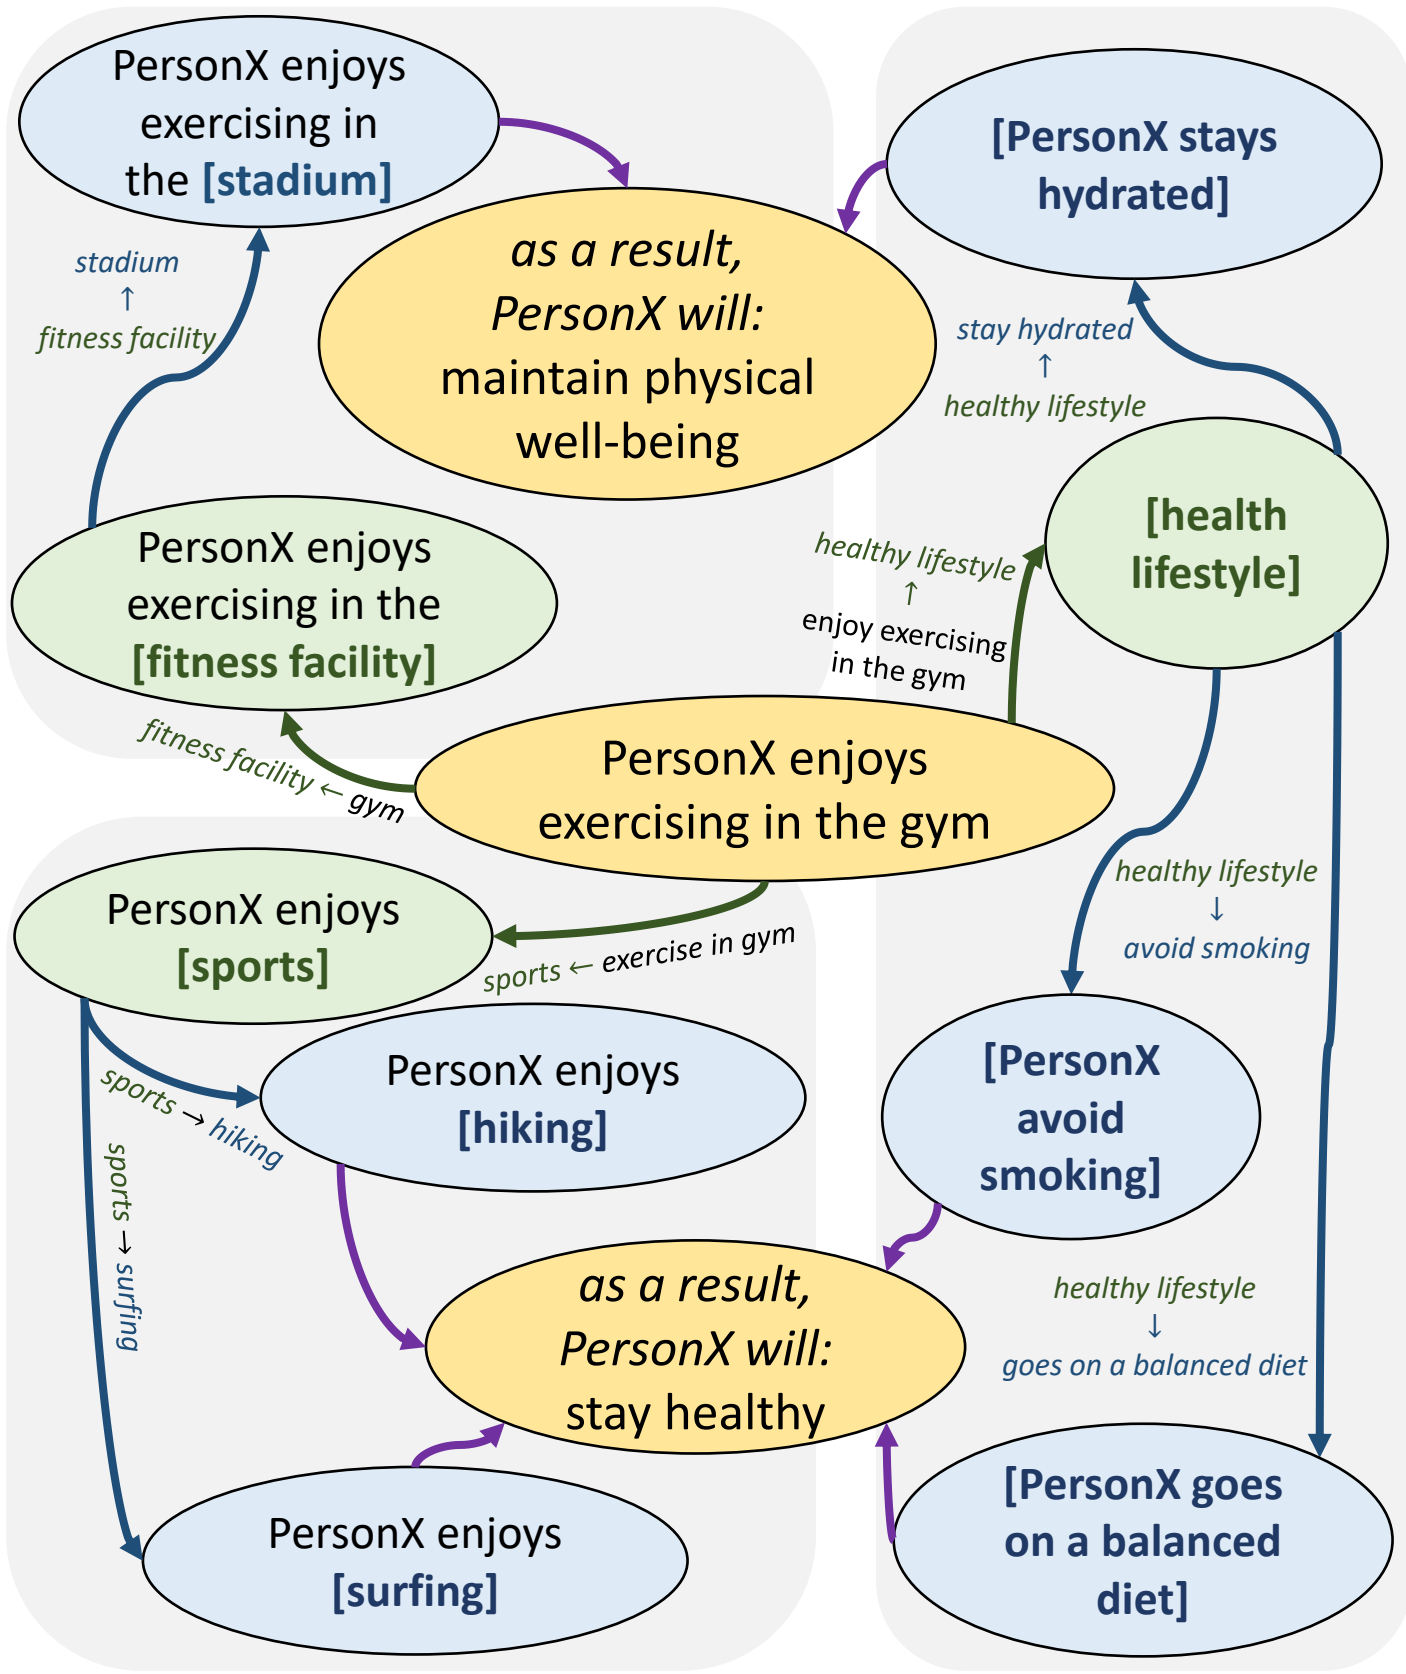 PersonX enjoys
exercising in
the [stadium]
[PersonX stays
hydrated]
as a result,
PersonX will:
maintain physical
well-being
stadium
↑
fitness facility
stay hydrated
↑
healthy lifestyle
[health
lifestyle]
PersonX enjoys
exercising in the
[fitness facility]
healthy lifestyle
↑
enjoy exercising
in the gym
fitness facility ← gym
PersonX enjoys
exercising in the gym
PersonX enjoys
[sports]
sports ← exercise in gym
healthy lifestyle
↓
avoid smoking
PersonX enjoys
[hiking]
sports → hiking
sports → surfing
[PersonX
avoid
smoking]
as a result,
PersonX will:
stay healthy
healthy lifestyle
↓
goes on a balanced diet
PersonX enjoys
[surfing]
[PersonX goes
on a balanced
diet]